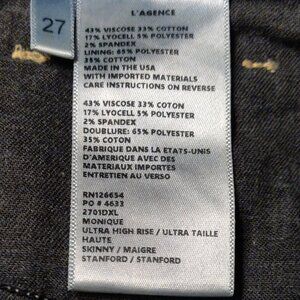 27
L'AGENCE
43% VISCOSE 33% COTTON
17% LYOCELL 5% POLYESTER
2% SPANDEX
LINING: 65% POLYESTER
35% COTTON
MADE IN THE USA
WITH IMPORTED MATERIALS
CARE INSTRUCTIONS ON REVERSE
43% VISCOSE 33% COTON
17% LYOCELL 5% POLYESTER
2% SPANDEX
DOUBLURE: 65% POLYESTER
35% COTON
FABRIQUE DANS LA ETATS-UNIS
D'AMERIQUE AVEC DES
MATERIAUX IMPORTES
ENTRETIEN AU VERSO
RN126654
PO # 4633
2701DXL
MONIQUE
ULTRA HIGH RISE / ULTRA TAILLE
HAUTE
SKINNY / MAIGRE
STANFORD / STANFORD